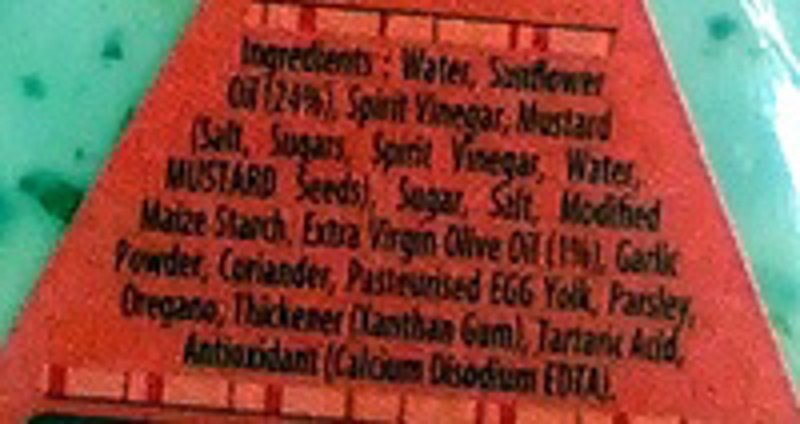 Ingredients : Water, Sunflower
Oil (24%), Spirit Vinegar, Mustard
(Salt, Sugars, Spirit Vinegar, Water,
MUSTARD Seeds), Sugar, Salt, Modified
Maize Starch, Extra Virgin Olive Oil (1%), Garlic
Powder, Coriander, Pasteurised EGG Yolk, Parsley,
Oregano, Thickener (Xanthan Gum), Tartaric Acid,
Antioxidant (Calcium Disodium EDTA).